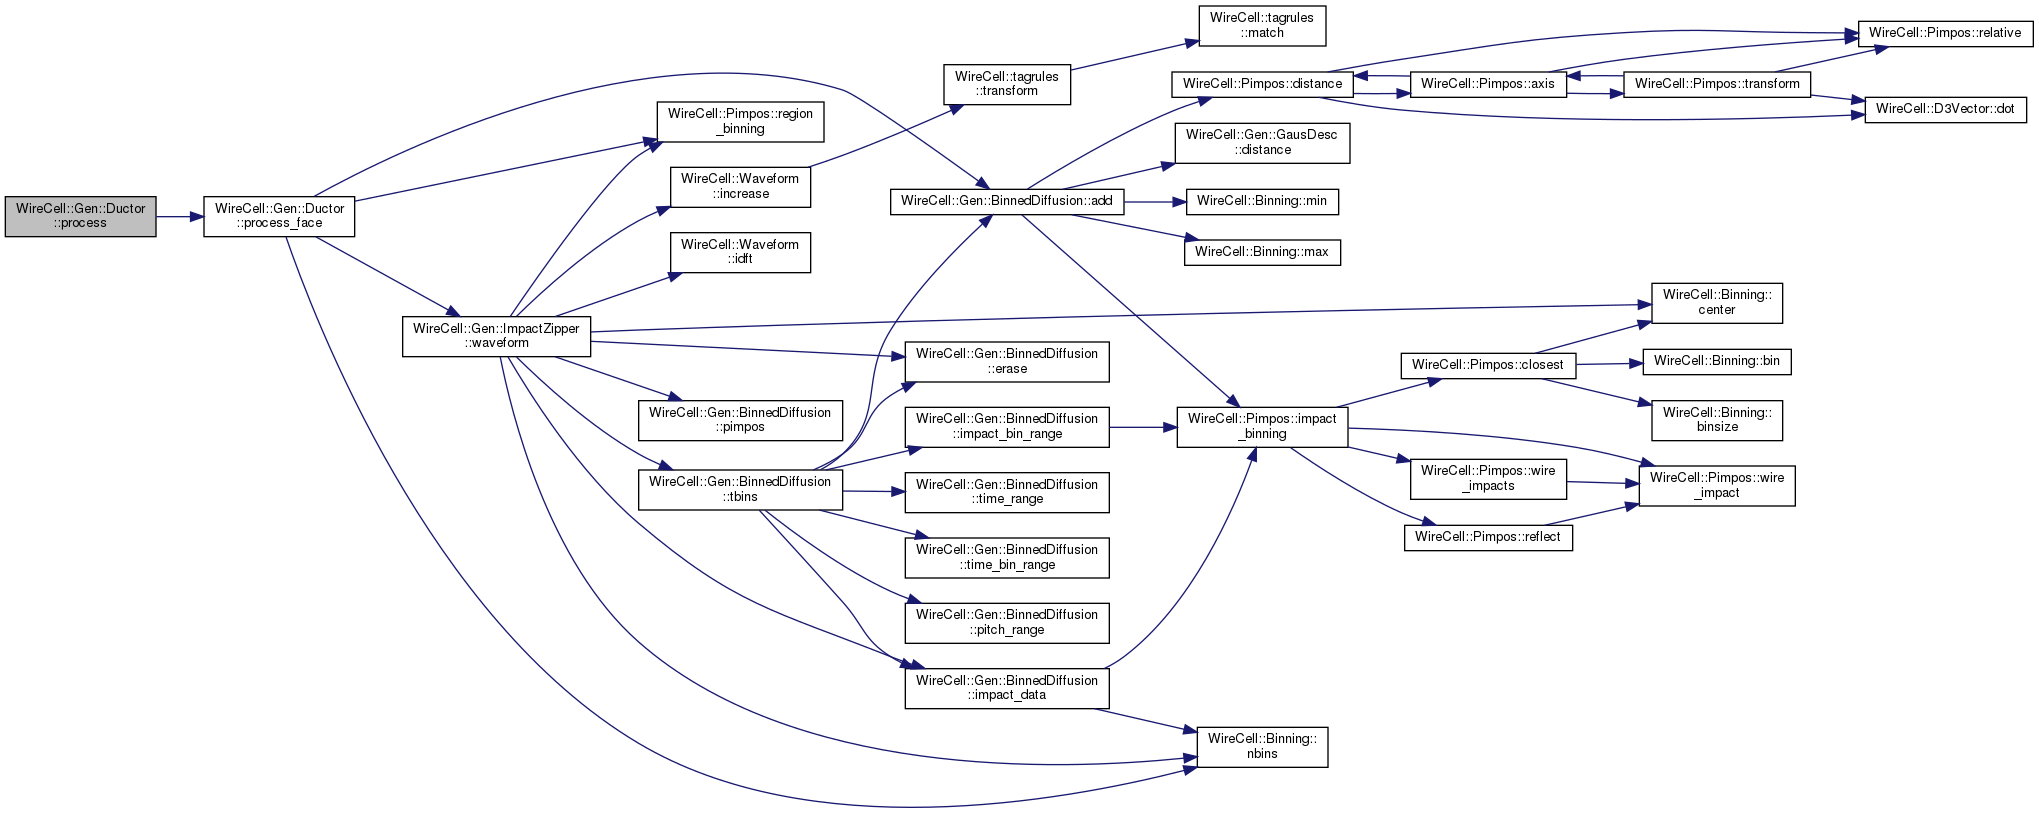 WireCell::Gen::Ductor
::process
WireCell::Gen::Ductor
::process_face
WireCell::Pimpos::region
_binning
WireCell::Waveform
::increase
WireCell::Waveform
::idft
WireCell::Gen::ImpactZipper
::waveform
WireCell::Gen::BinnedDiffusion
::pimpos
WireCell::Gen::BinnedDiffusion
::tbins
WireCell::tagrules
::transform
WireCell::Gen::BinnedDiffusion::add
WireCell::Gen::BinnedDiffusion
::erase
WireCell::Gen::BinnedDiffusion
::impact_bin_range
WireCell::Gen::BinnedDiffusion
::time_range
WireCell::Gen::BinnedDiffusion
::time_bin_range
WireCell::Gen::BinnedDiffusion
::pitch_range
WireCell::Gen::BinnedDiffusion
::impact_data
WireCell::tagrules
::match
WireCell::Pimpos::distance
WireCell::Gen::GausDesc
::distance
WireCell::Binning::min
WireCell::Binning::max
WireCell::Pimpos::impact
_binning
WireCell::Binning::
nbins
WireCell::Pimpos::axis
WireCell::Pimpos::closest
WireCell::Pimpos::wire
_impacts
WireCell::Pimpos::reflect
WireCell::Pimpos::transform
WireCell::Binning::
center
WireCell::Binning::bin
WireCell::Binning::
binsize
WireCell::Pimpos::wire
_impact
WireCell::Pimpos::relative
WireCell::D3Vector::dot